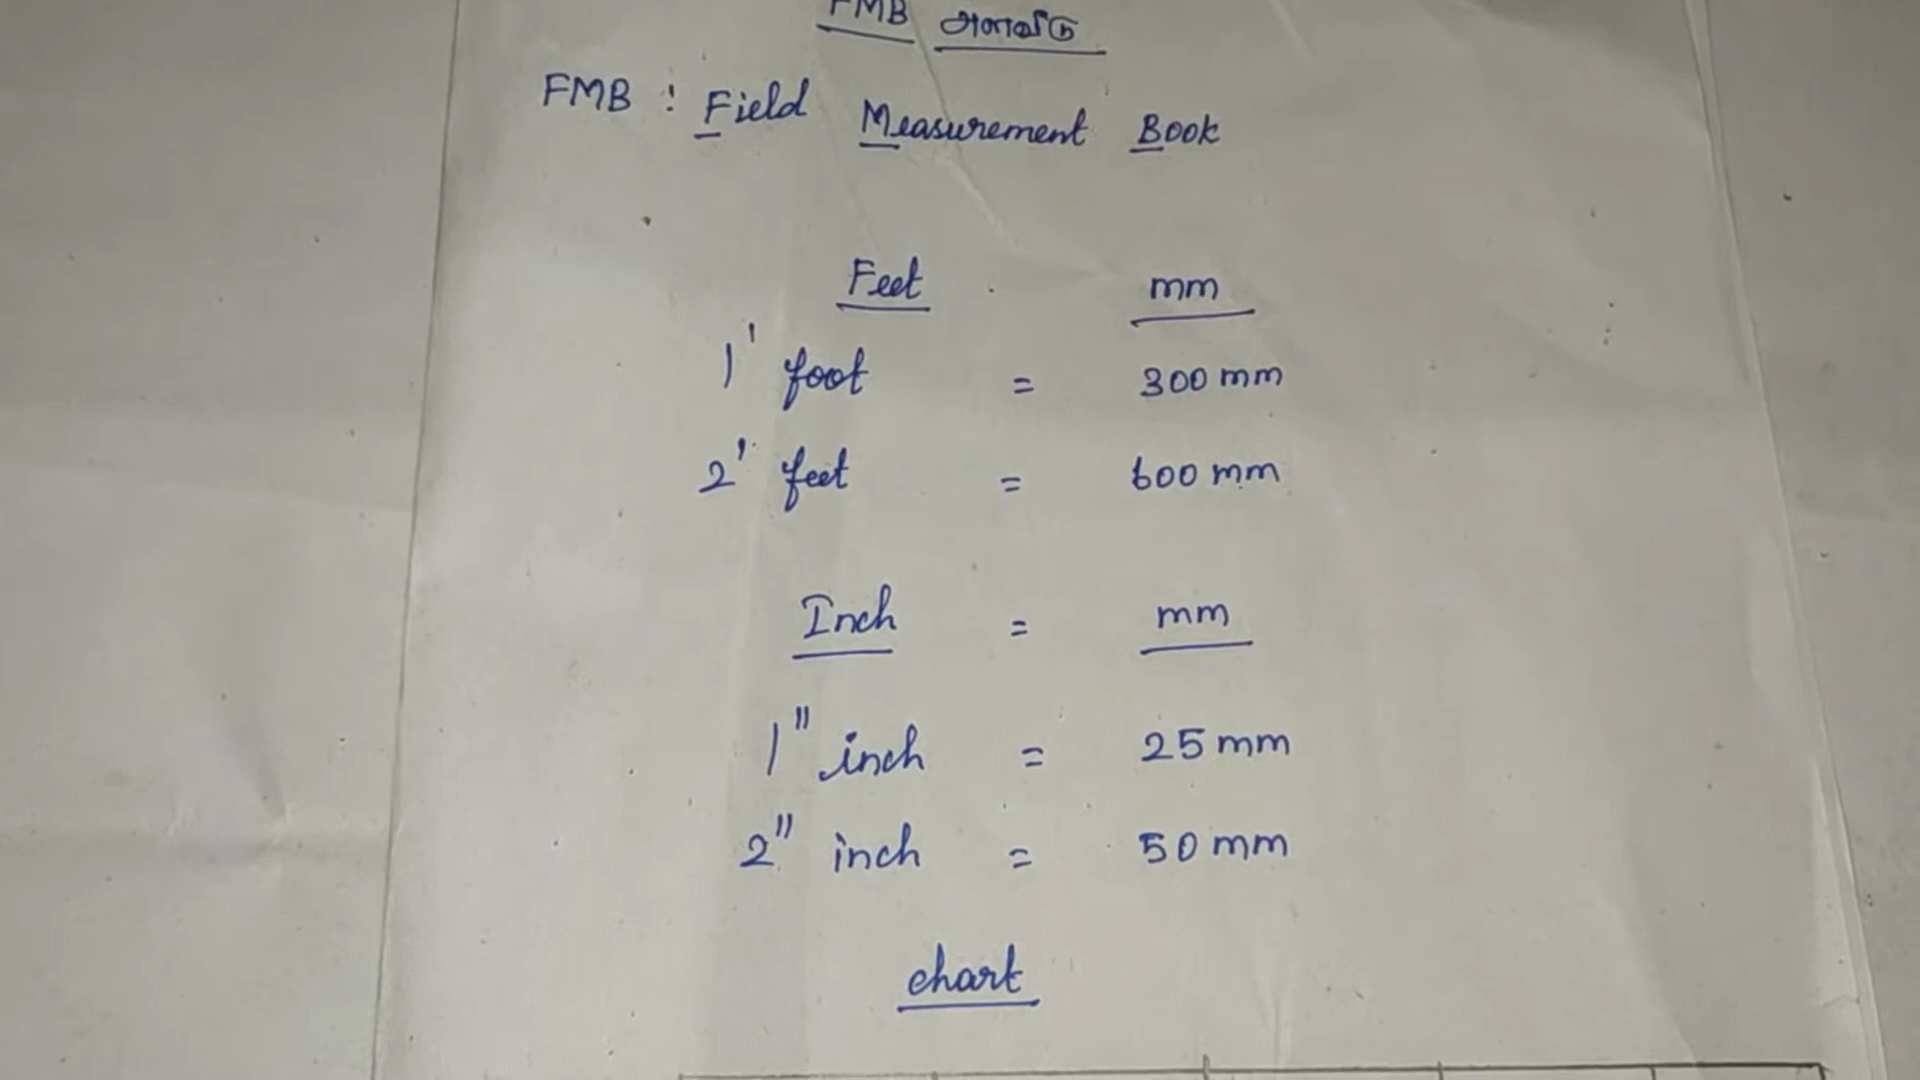 FMB அளவீடு
FMB : Field Measurement Book
Feet mm
1' foot = 300 mm
2' feet = 600 mm
Inch = mm
1" inch = 25 mm
2" inch = 50 mm
chart